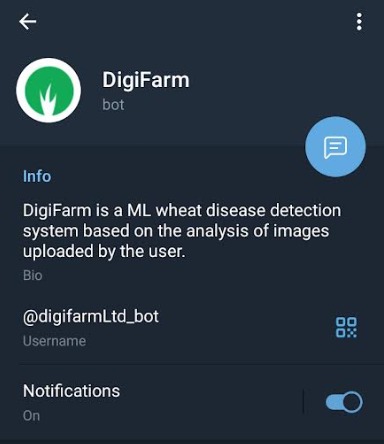 DigiFarm
bot
Info
DigiFarm is a ML wheat disease detection
system based on the analysis of images
uploaded by the user.
Bio
@digifarmLtd_bot
Username
Notifications
On